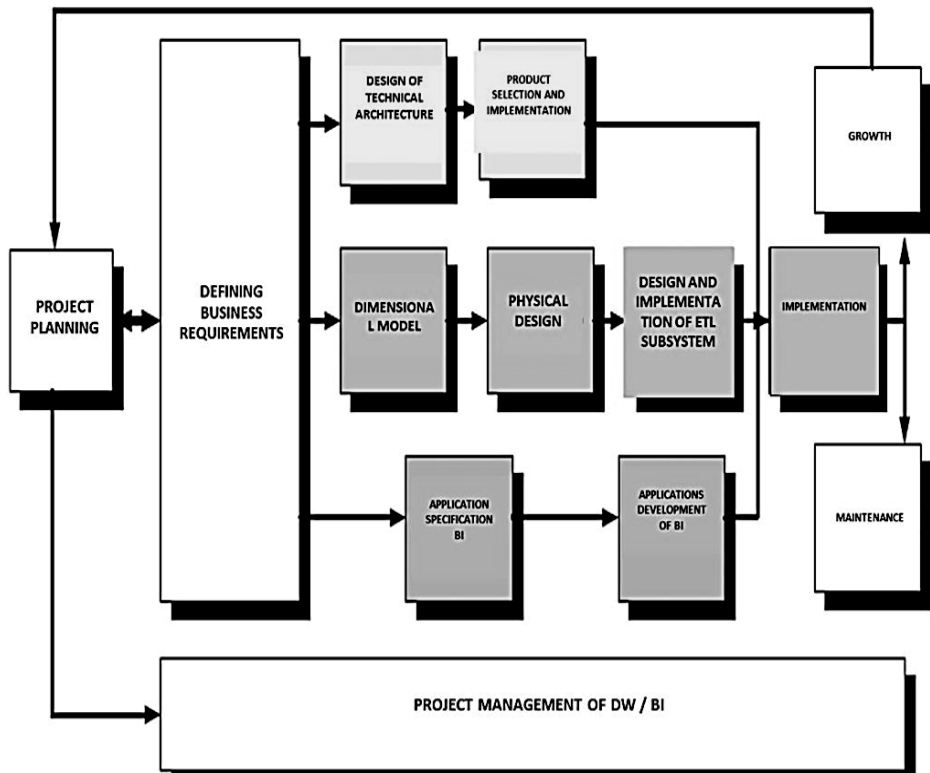 DESIGN OF
TECHNICAL
ARCHITECTURE
PRODUCT
SELECTION AND
IMPLEMENTATION
GROWTH
PROJECT
PLANNING
DEFINING
BUSINESS
REQUIREMENTS
DIMENSIONA
L MODEL
PHYSICAL
DESIGN
DESIGN AND
IMPLEMENTA
TION OF ETL
SUBSYSTEM
IMPLEMENTATION
APPLICATION
SPECIFICATION
BI
APPLICATIONS
DEVELOPMENT
OF BI
MAINTENANCE
PROJECT MANAGEMENT OF DW / BI